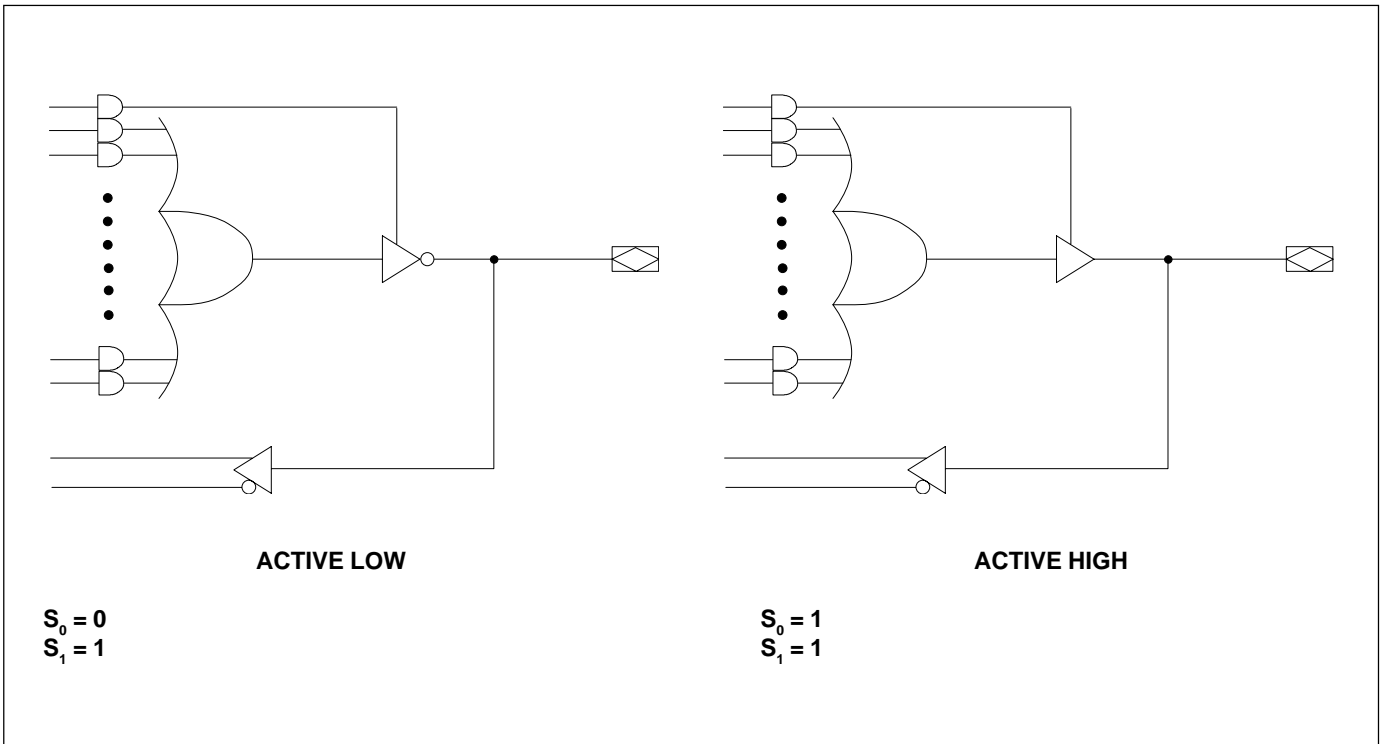 ACTIVE LOW
S0 = 0
S1 = 1
ACTIVE HIGH
S0 = 1
S1 = 1